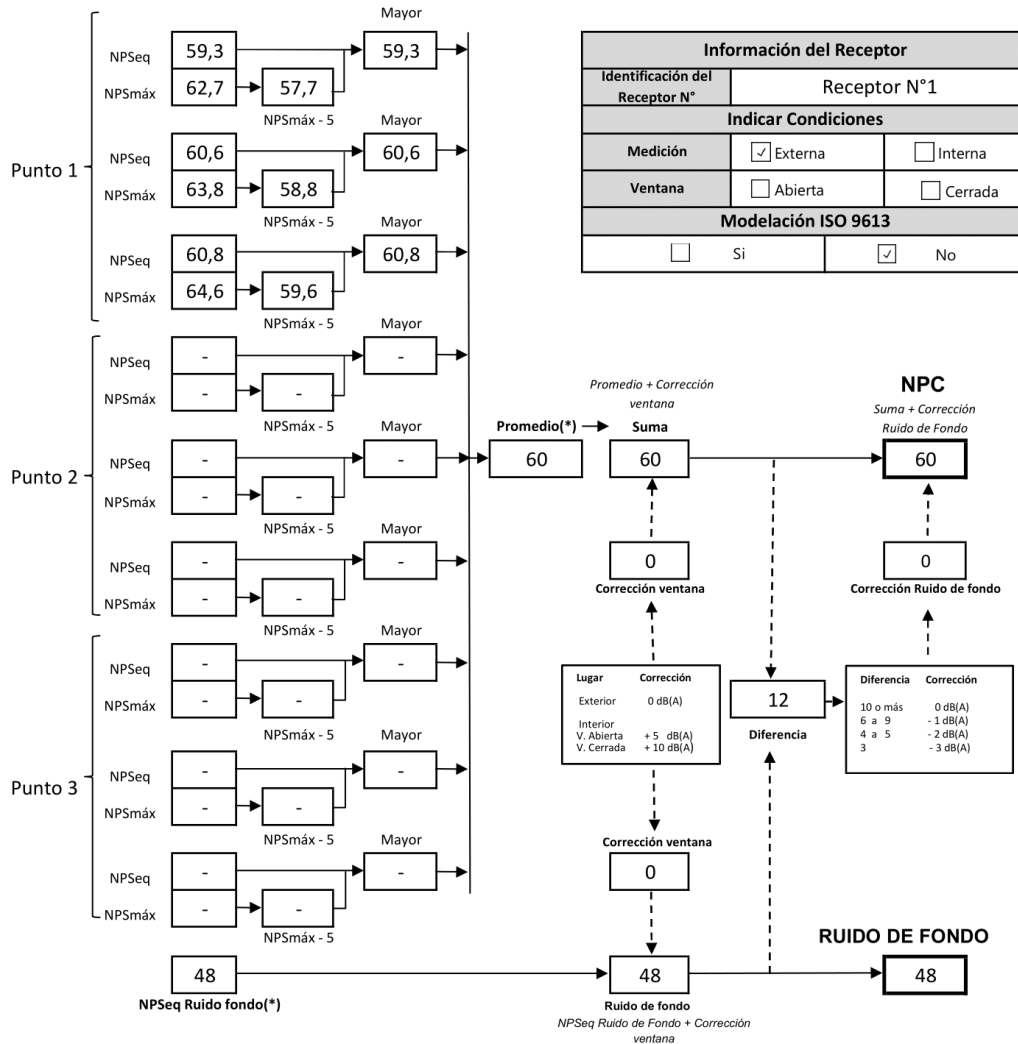 Mayor
NPSeq 59,3 59,3
NPSmáx 62,7 57,7
NPSmáx - 5
Mayor
Punto 1
NPSeq 60,6 60,6
NPSmáx 63,8 58,8
NPSmáx - 5
Mayor
NPSeq 60,8 60,8
NPSmáx 64,6 59,6
NPSmáx - 5
Mayor
NPSeq - -
NPSmáx - -
NPSmáx - 5
Mayor
Punto 2
NPSeq - -
NPSmáx - -
NPSmáx - 5
Mayor
NPSeq - -
NPSmáx - -
NPSmáx - 5
Mayor
NPSeq - -
NPSmáx - -
NPSmáx - 5
Mayor
Punto 3
NPSeq - -
NPSmáx - -
NPSmáx - 5
Mayor
NPSeq - -
NPSmáx - -
NPSmáx - 5
48
NPSeq Ruido fondo(*)
Información del Receptor
Identificación del
Receptor N°
Receptor N°1
Indicar Condiciones
Medición ✓ Externa Interna
Ventana Abierta Cerrada
Modelación ISO 9613
Si ✓ No
Promedio(*)
60
Promedio + Corrección
ventana
Suma
60
0
Corrección ventana
NPC
Suma + Corrección
Ruido de Fondo
60
0
Corrección Ruido de fondo
Lugar Corrección
Exterior 0 dB(A)
Interior
V. Abierta + 5 dB(A)
V. Cerrada + 10 dB(A)
12
Diferencia
Diferencia Corrección
10 o más 0 dB(A)
6 a 9 - 1 dB(A)
4 a 5 - 2 dB(A)
3 - 3 dB(A)
Corrección ventana
0
48
Ruido de fondo
NPSeq Ruido de Fondo + Corrección
ventana
RUIDO DE FONDO
48